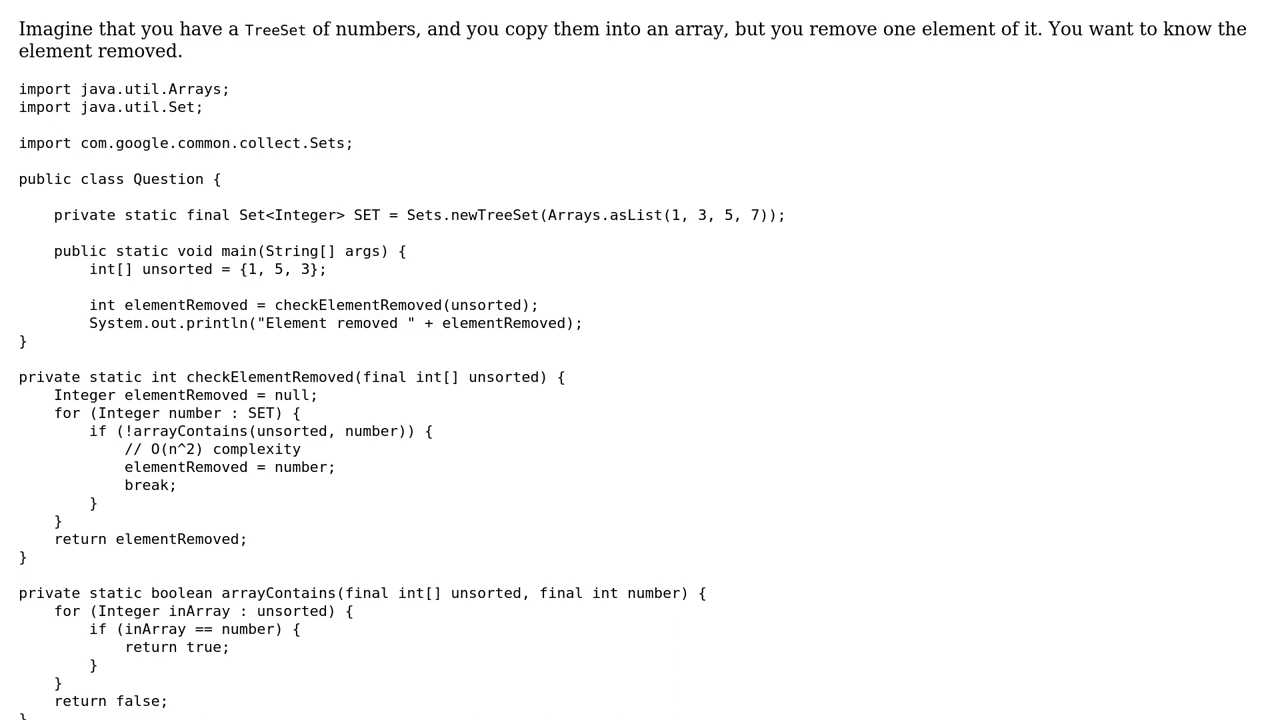 Imagine that you have a TreeSet of numbers, and you copy them into an array, but you remove one element of it. You want to know the
element removed.
import java.util.Arrays;
import java.util.Set;
import com.google.common.collect.Sets;
public class Question {
    private static final Set<Integer> SET = Sets.newTreeSet(Arrays.asList(1, 3, 5, 7));
    public static void main(String[] args) {
        int[] unsorted = {1, 5, 3};
        int elementRemoved = checkElementRemoved(unsorted);
        System.out.println("Element removed " + elementRemoved);
}
private static int checkElementRemoved(final int[] unsorted) {
    Integer elementRemoved = null;
    for (Integer number : SET) {
        if (!arrayContains(unsorted, number)) {
            // O(n^2) complexity
            elementRemoved = number;
            break;
        }
    }
    return elementRemoved;
}
private static boolean arrayContains(final int[] unsorted, final int number) {
    for (Integer inArray : unsorted) {
        if (inArray == number) {
            return true;
        }
    }
    return false;
}